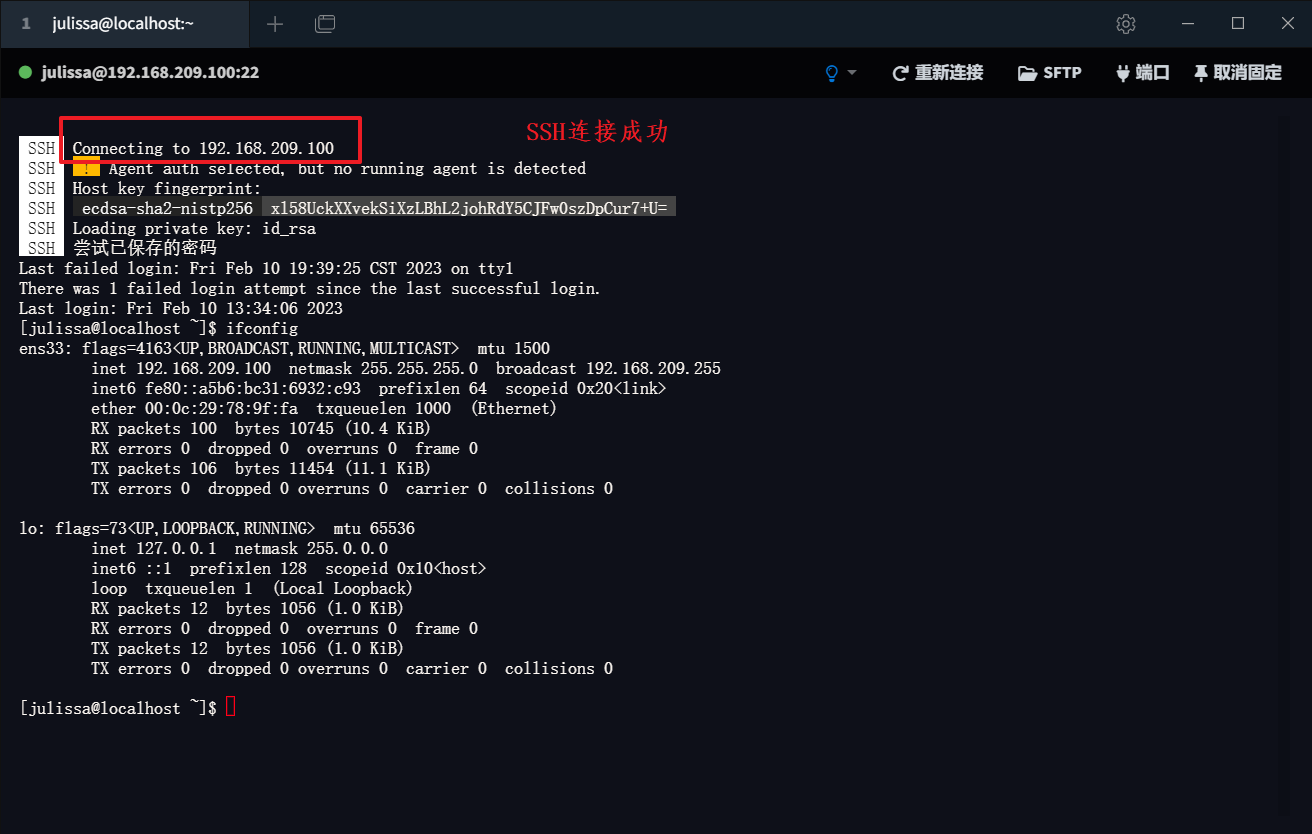 1 julissa@localhost:~
julissa@192.168.209.100:22 重新连接 SFTP 端口 取消固定
SSH连接成功
SSH Connecting to 192.168.209.100
SSH ! Agent auth selected, but no running agent is detected
SSH Host key fingerprint:
SSH ecdsa-sha2-nistp256 xl58UckXXvekSiXzLBhL2johRdY5CJFw0szDpCur7+U=
SSH Loading private key: id_rsa
SSH 尝试已保存的密码
Last failed login: Fri Feb 10 19:39:25 CST 2023 on tty1
There was 1 failed login attempt since the last successful login.
Last login: Fri Feb 10 13:34:06 2023
[julissa@localhost ~]$ ifconfig
ens33: flags=4163<UP,BROADCAST,RUNNING,MULTICAST>  mtu 1500
        inet 192.168.209.100  netmask 255.255.255.0  broadcast 192.168.209.255
        inet6 fe80::a5b6:bc31:6932:c93  prefixlen 64  scopeid 0x20<link>
        ether 00:0c:29:78:9f:fa  txqueuelen 1000  (Ethernet)
        RX packets 100  bytes 10745 (10.4 KiB)
        RX errors 0  dropped 0  overruns 0  frame 0
        TX packets 106  bytes 11454 (11.1 KiB)
        TX errors 0  dropped 0 overruns 0  carrier 0  collisions 0
lo: flags=73<UP,LOOPBACK,RUNNING>  mtu 65536
        inet 127.0.0.1  netmask 255.0.0.0
        inet6 ::1  prefixlen 128  scopeid 0x10<host>
        loop  txqueuelen 1  (Local Loopback)
        RX packets 12  bytes 1056 (1.0 KiB)
        RX errors 0  dropped 0  overruns 0  frame 0
        TX packets 12  bytes 1056 (1.0 KiB)
        TX errors 0  dropped 0 overruns 0  carrier 0  collisions 0
[julissa@localhost ~]$